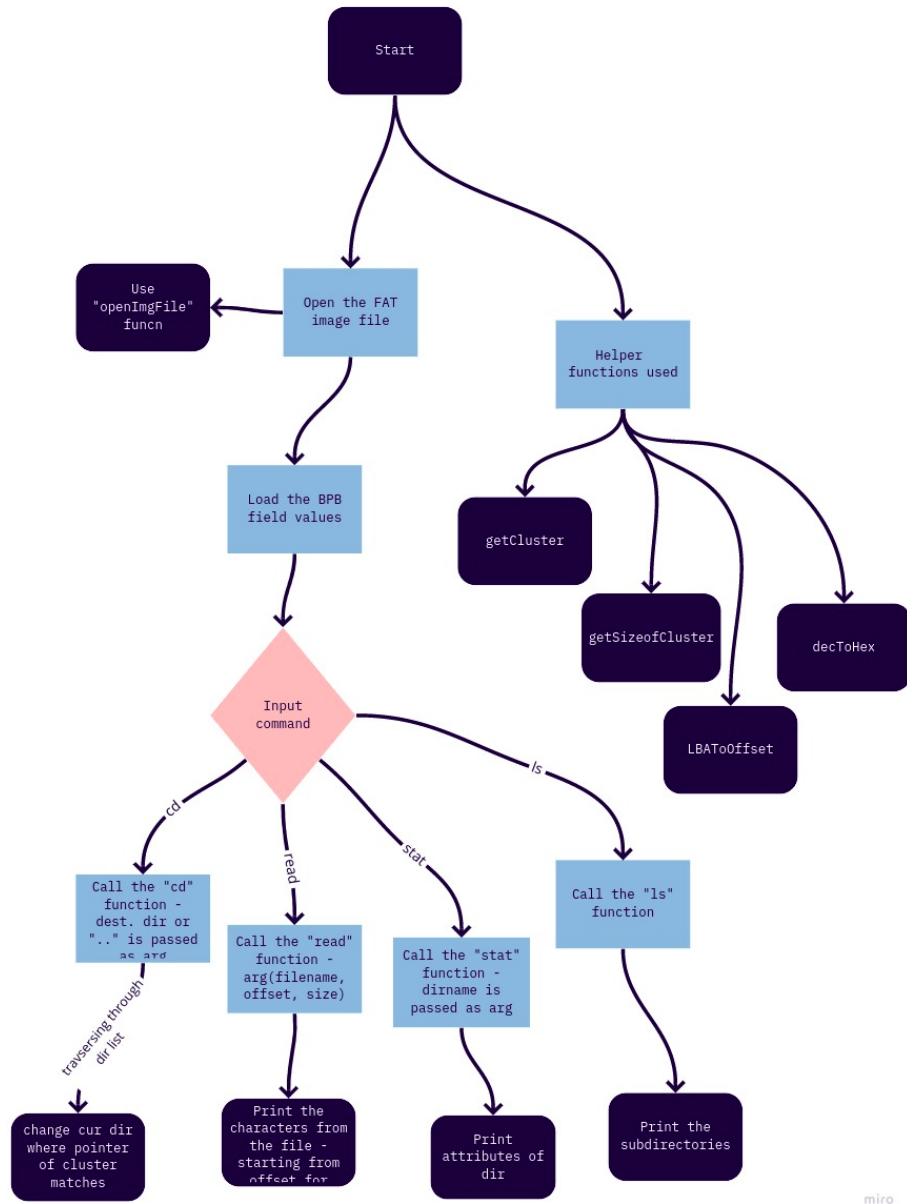 Start
Use
"openImgFile"
funcn
Open the FAT
image file
Helper
functions used
Load the BPB
field values
getCluster
getSizeofCluster
decToHex
LBAToOffset
Input
command
cd
read
stat
ls
Call the "cd"
function -
dest. dir or
".." is passed
as arg
Call the "read"
function -
arg(filename,
offset, size)
Call the "stat"
function -
dirname is
passed as arg
Call the "ls"
function
travsersing through
dir list
change cur dir
where pointer
of cluster
matches
Print the
characters from
the file -
starting from
offset for
Print
attributes of
dir
Print the
subdirectories
miro